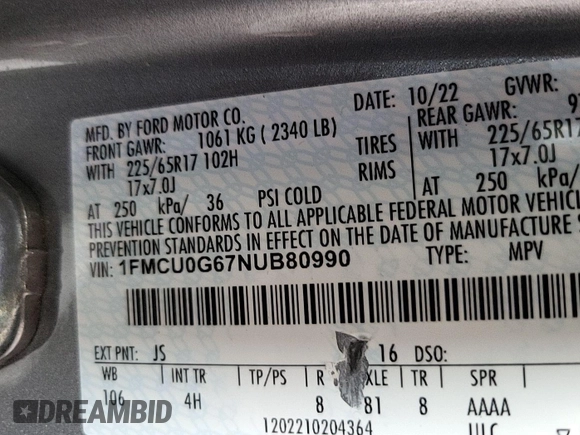 DATE: 10/22 GVWR:
MFD. BY FORD MOTOR CO.
FRONT GAWR: 1061 KG ( 2340 LB) REAR GAWR:
WITH 225/65R17 102H TIRES WITH 225/65R17
17x7.0J RIMS 17x7.0J
AT 250 kPa/ 36 PSI COLD AT 250 kPa/
THIS VEHICLE CONFORMS TO ALL APPLICABLE FEDERAL MOTOR VEHICLE
PREVENTION STANDARDS IN EFFECT ON THE DATE OF MANUFACTURE
VIN: 1FMCU0G67NUB80990 TYPE: MPV
EXT PNT: JS 16 DSO:
WB INT TR TP/PS R TR SPR
106 4H 8 81 8 AAAA
1202210204364
DREAMBID